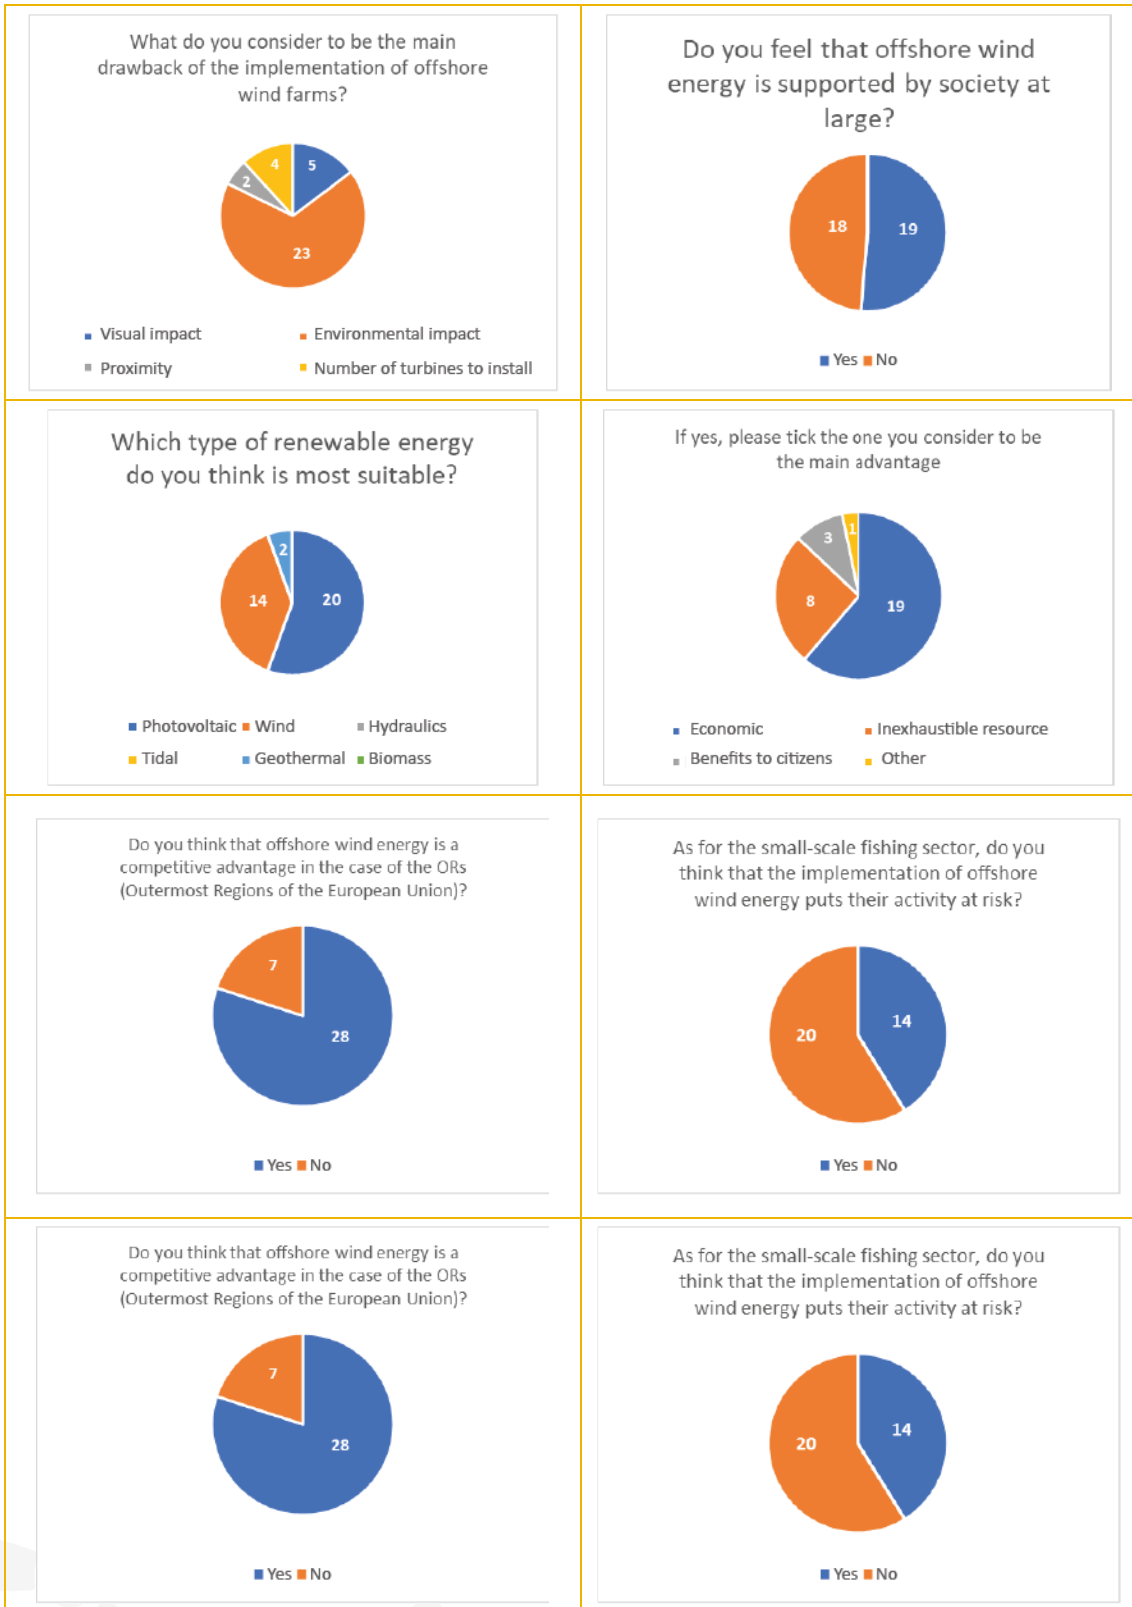 What do you consider to be the main
drawback of the implementation of offshore
wind farms?
4
5
2
23
Visual impact
Environmental impact
Proximity
Number of turbines to install
Do you feel that offshore wind
energy is supported by society at
large?
18
19
Yes No
Which type of renewable energy
do you think is most suitable?
2
14
20
Photovoltaic Wind Hydraulics
Tidal Geothermal Biomass
If yes, please tick the one you consider to be
the main advantage
1
3
8
19
Economic
Inexhaustible resource
Benefits to citizens
Other
Do you think that offshore wind energy is a
competitive advantage in the case of the ORs
(Outermost Regions of the European Union)?
7
28
Yes No
As for the small-scale fishing sector, do you
think that the implementation of offshore
wind energy puts their activity at risk?
14
20
Yes No
Do you think that offshore wind energy is a
competitive advantage in the case of the ORs
(Outermost Regions of the European Union)?
7
28
Yes No
As for the small-scale fishing sector, do you
think that the implementation of offshore
wind energy puts their activity at risk?
14
20
Yes No